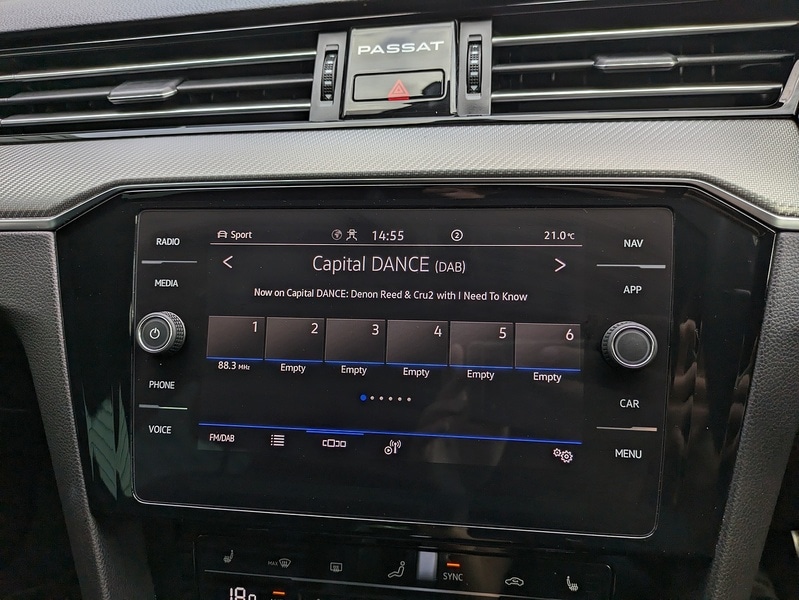 PASSAT
RADIO
MEDIA
PHONE
VOICE
Sport
14:55
2
21.0°C
Capital DANCE (DAB)
Now on Capital DANCE: Denon Reed & Cru2 with I Need To Know
1 2 3 4 5 6
88.3 MHz Empty Empty Empty Empty Empty
FM/DAB
NAV
APP
CAR
MENU
MAX
SYNC